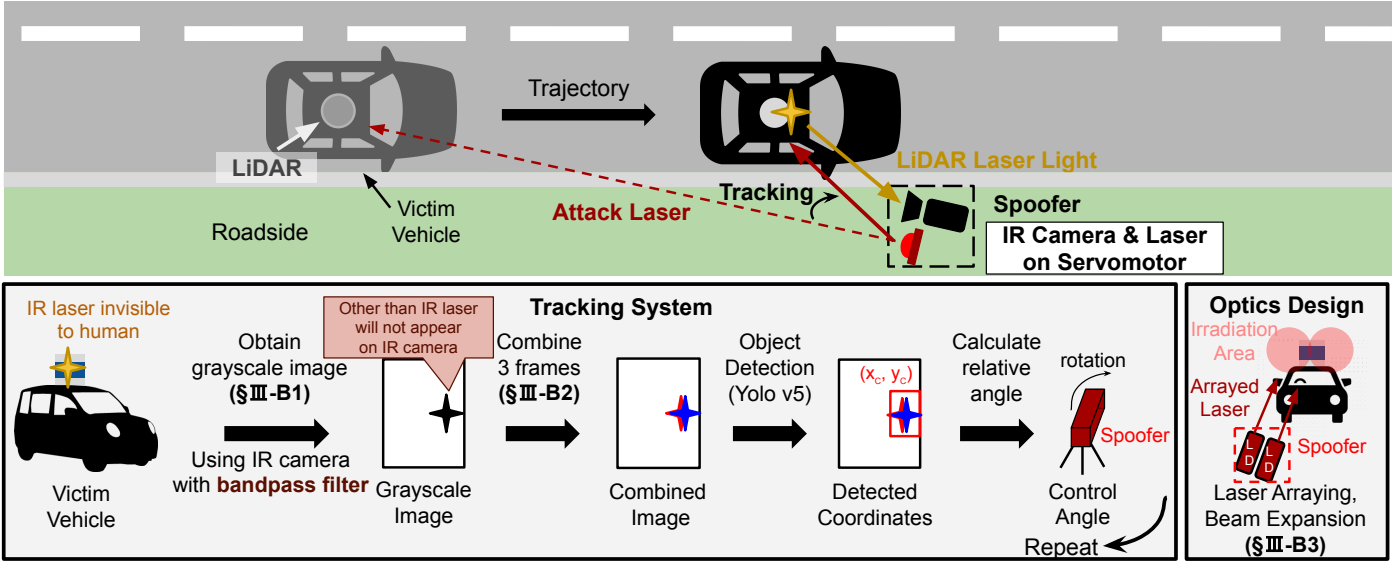 Trajectory
LiDAR
LiDAR Laser Light
Tracking
Attack Laser
Victim
Vehicle
Roadside
Spoofer
IR Camera & Laser
on Servomotor
Tracking System
IR laser invisible
to human
Victim
Vehicle
Obtain
grayscale image
(§Ⅲ-B1)
Using IR camera
with bandpass filter
Other than IR laser
will not appear
on IR camera
Grayscale
Image
Combine
3 frames
(§Ⅲ-B2)
Combined
Image
Object
Detection
(Yolo v5)
(x_c, y_c)
Detected
Coordinates
Calculate
relative
angle
rotation
Spoofer
Control
Angle
Repeat
Optics Design
Irradiation
Area
Arrayed
Laser
LD
LD
Spoofer
Laser Arraying,
Beam Expansion
(§Ⅲ-B3)